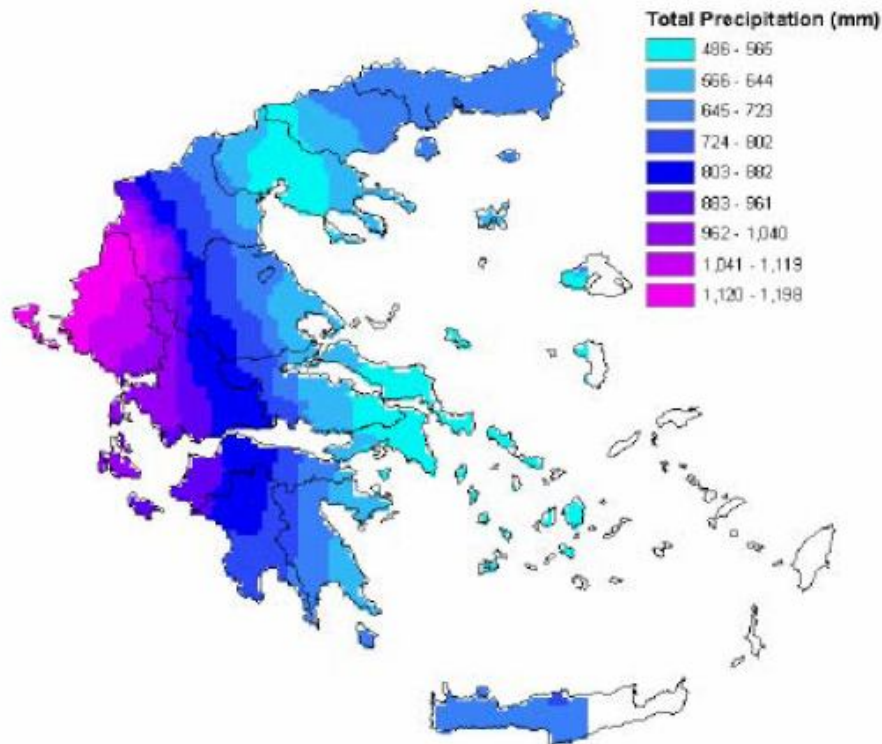 Total Precipitation (mm)
486 - 565
566 - 644
645 - 723
724 - 802
803 - 882
883 - 961
962 - 1,040
1,041 - 1,119
1,120 - 1,198